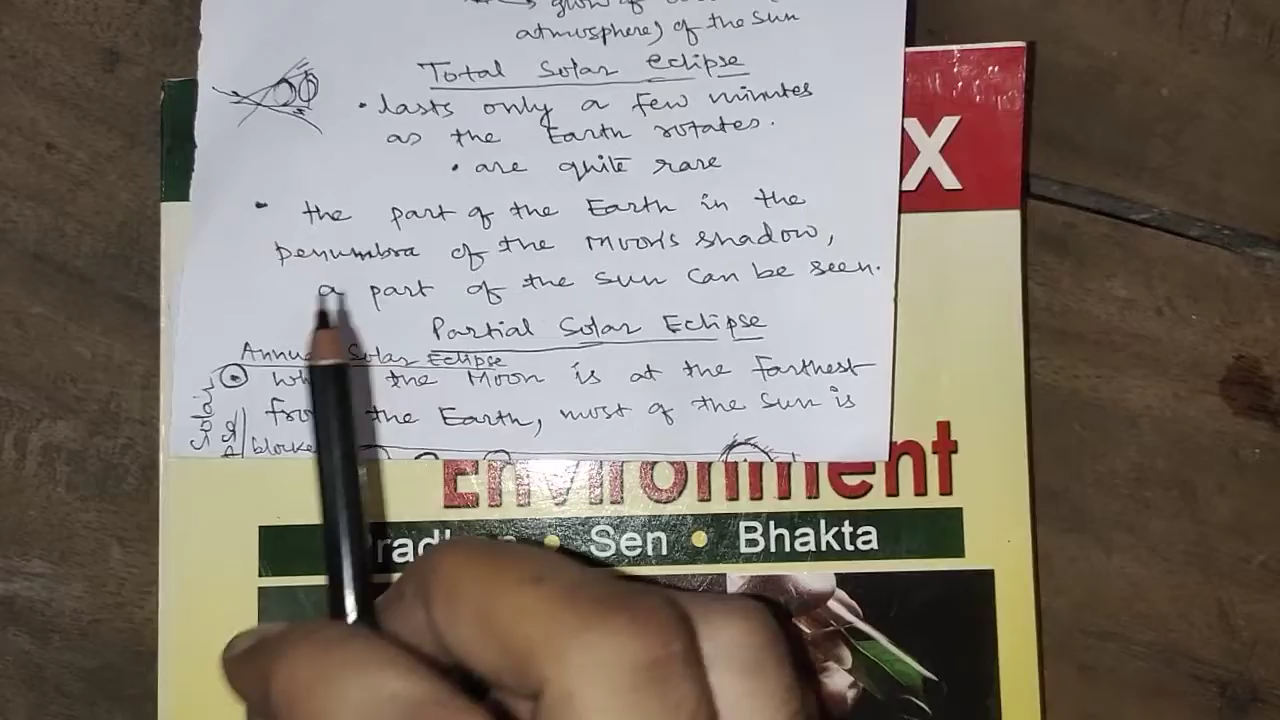 glow of
atmosphere) of the sun
Total Solar eclipse
• lasts only a few minutes
as the Earth rotates.
• are quite rare
• the part of the Earth in the
penumbra of the Moon's shadow,
a part of the sun can be seen.
Partial Solar Eclipse
Solar Eclipse
the Moon is at the farthest
the Earth, most of the Sun is
Solar
X
Environment
Sen • Bhakta